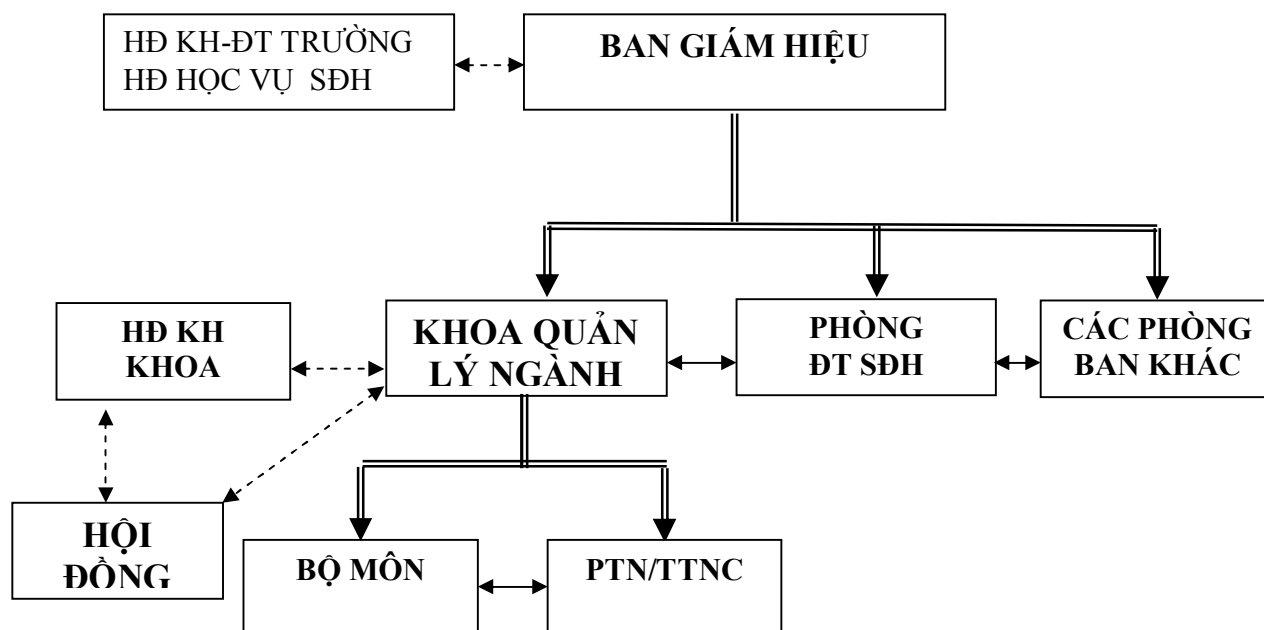 HĐ KH-ĐT TRƯỜNG
HĐ HỌC VỤ SĐH
BAN GIÁM HIỆU
HĐ KH
KHOA
KHOA QUẢN
LÝ NGÀNH
PHÒNG
ĐT SĐH
CÁC PHÒNG
BAN KHÁC
HỘI
ĐỒNG
BỘ MÔN
PTN/TTNC